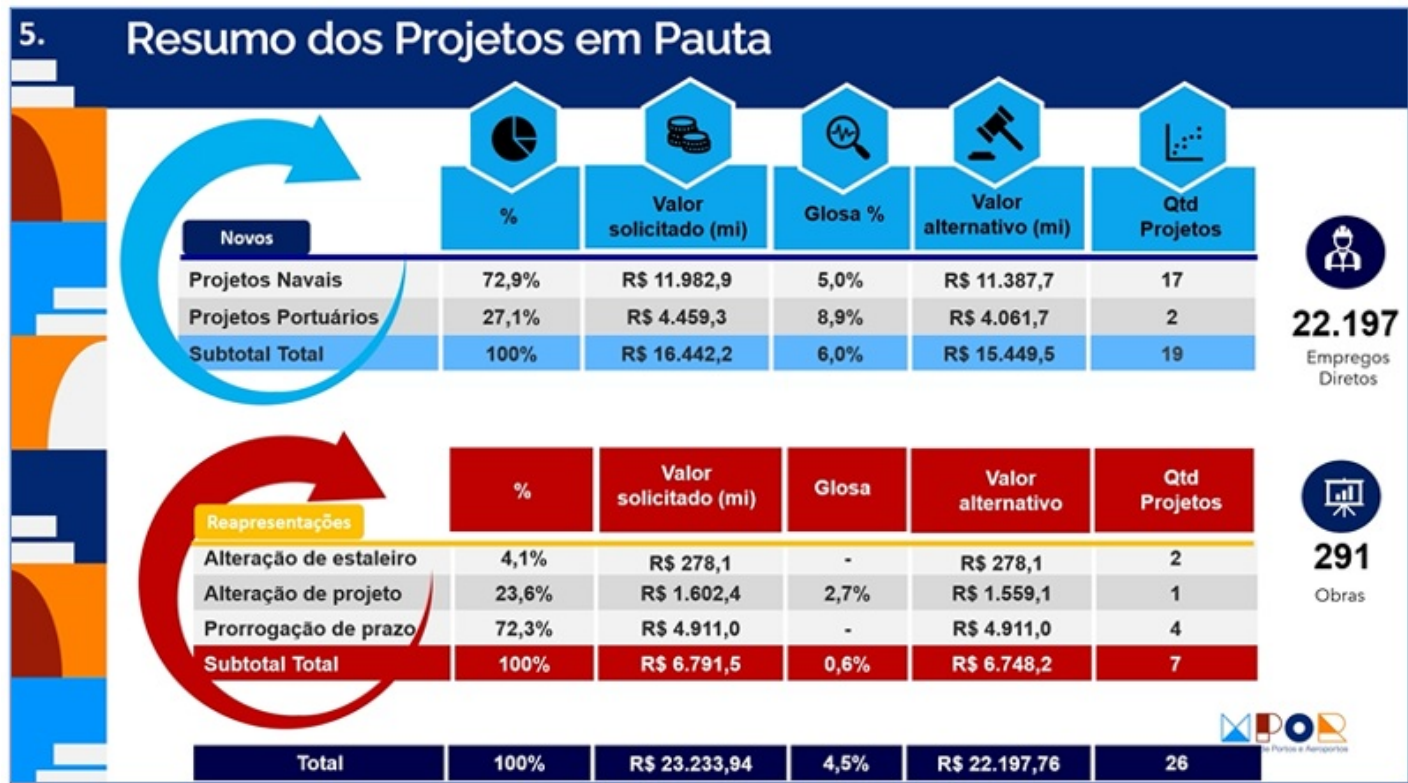 5.
Resumo dos Projetos em Pauta
Novos
% Valor solicitado (mi) Glosa % Valor alternativo (mi) Qtd Projetos
Projetos Navais 72,9% R$ 11.982,9 5,0% R$ 11.387,7 17
Projetos Portuários 27,1% R$ 4.459,3 8,9% R$ 4.061,7 2
Subtotal Total 100% R$ 16.442,2 6,0% R$ 15.449,5 19
22.197
Empregos
Diretos
Reapresentações
% Valor solicitado (mi) Glosa Valor alternativo Qtd Projetos
Alteração de estaleiro 4,1% R$ 278,1 - R$ 278,1 2
Alteração de projeto 23,6% R$ 1.602,4 2,7% R$ 1.559,1 1
Prorrogação de prazo 72,3% R$ 4.911,0 - R$ 4.911,0 4
Subtotal Total 100% R$ 6.791,5 0,6% R$ 6.748,2 7
291
Obras
MPOR
de Portos e Aeroportos
Total 100% R$ 23.233,94 4,5% R$ 22.197,76 26